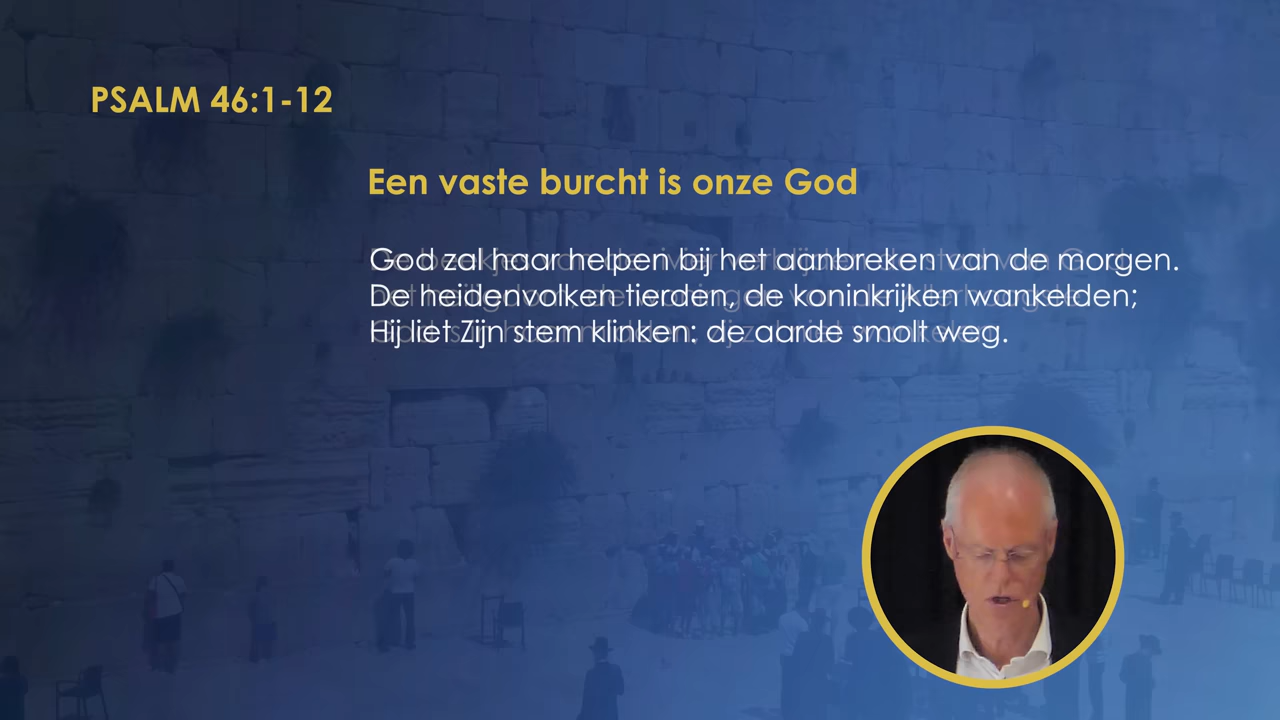 PSALM 46:1-12
Een vaste burcht is onze God
God zal haar helpen bij het aanbreken van de morgen.
De heidenvolken tierden, de koninkrijken wankelden;
Hij liet Zijn stem klinken: de aarde smolt weg.